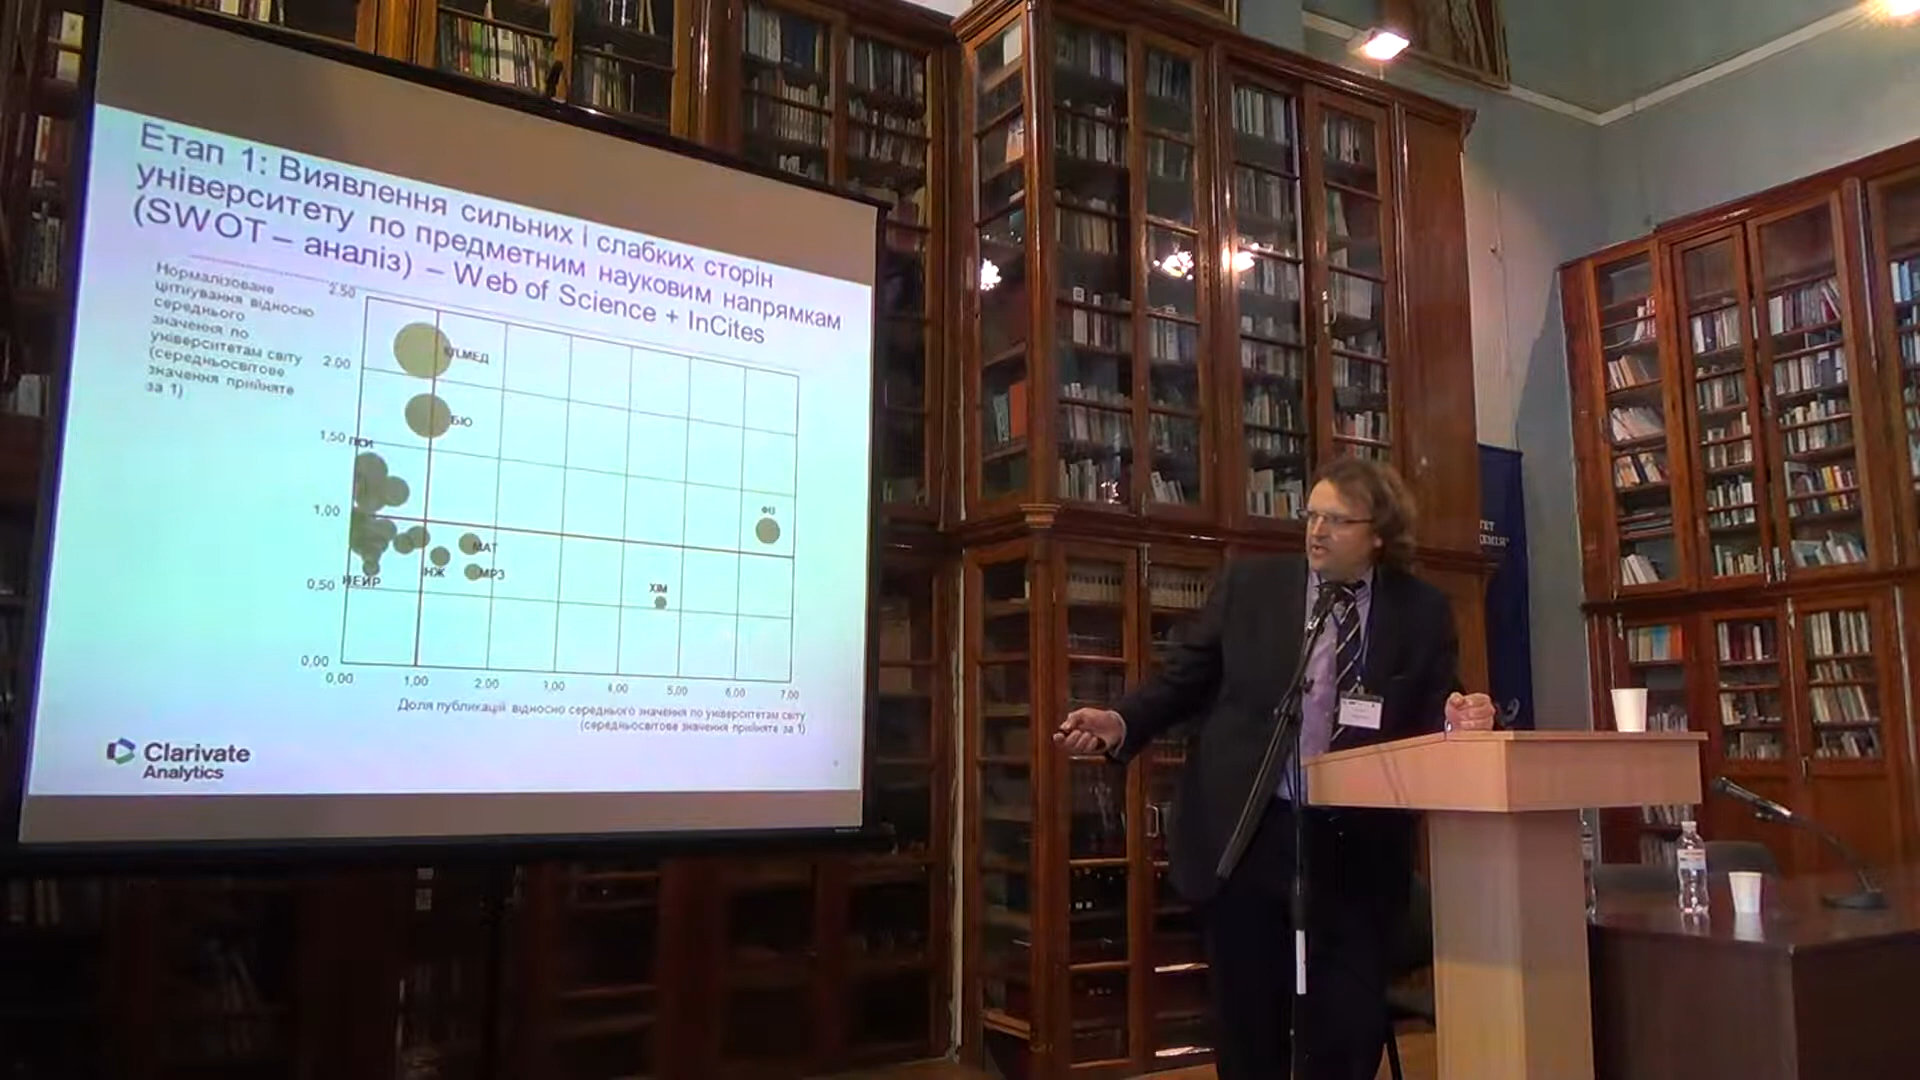 Етап 1: Виявлення сильних і слабких сторін
університету по предметним науковим напрямкам
(SWOT – аналіз) – Web of Science + InCites
Нормалізоване
цитування відносно
середнього
значення по
університетам світу
(середньосвітове
значення прийняте
за 1)
2.50
2.00
1,50
1,00
0,50
0,00
КЛМЕД
БІО
ПСИ
ФІЗ
МАТ
ІНЖ
МРЗ
НЕЙР
ХІМ
0,00 1,00 2,00 3,00 4,00 5,00 6,00 7,00
Доля публикацій відносно середнього значення по університетам світу
(середньосвітове значення прийняте за 1)
Clarivate
Analytics